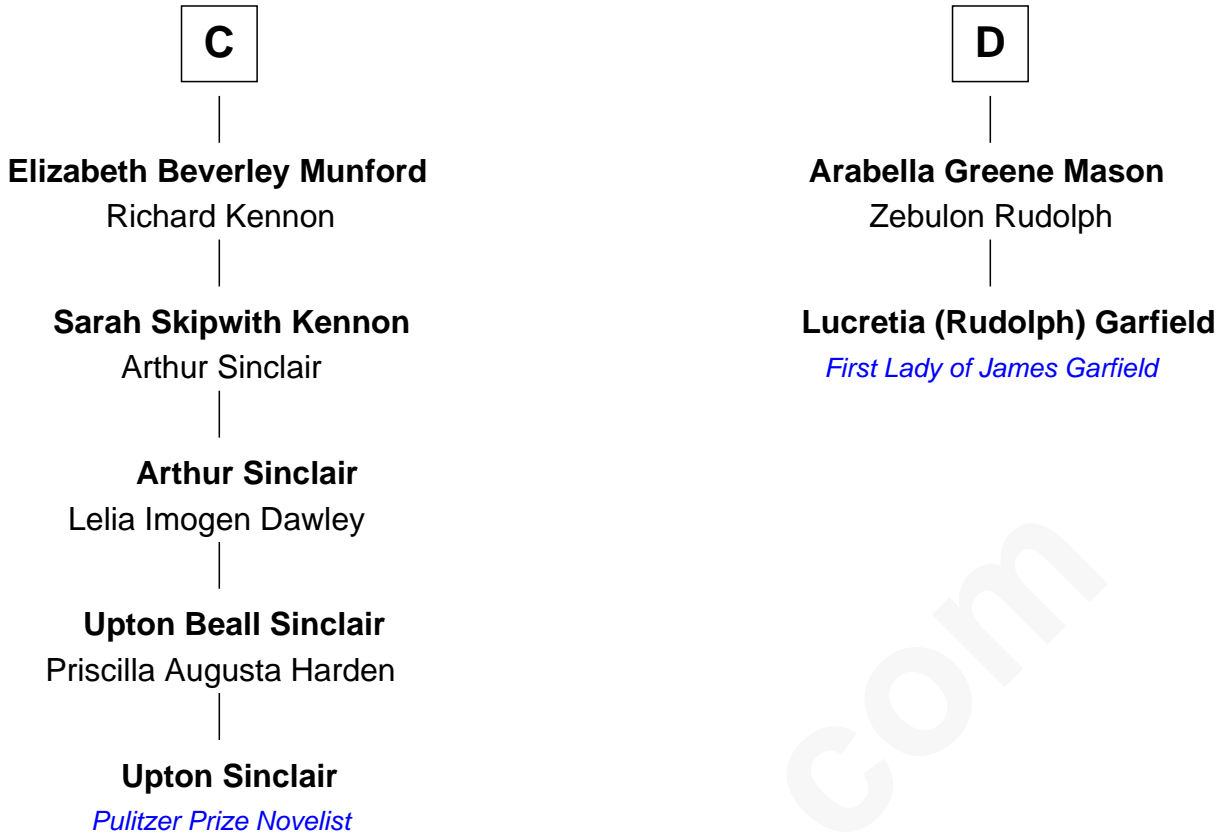 C
Elizabeth Beverley Munford
Richard Kennon
Sarah Skipwith Kennon
Arthur Sinclair
Arthur Sinclair
Lelia Imogen Dawley
Upton Beall Sinclair
Priscilla Augusta Harden
Upton Sinclair
Pulitzer Prize Novelist
D
Arabella Greene Mason
Zebulon Rudolph
Lucretia (Rudolph) Garfield
First Lady of James Garfield
com